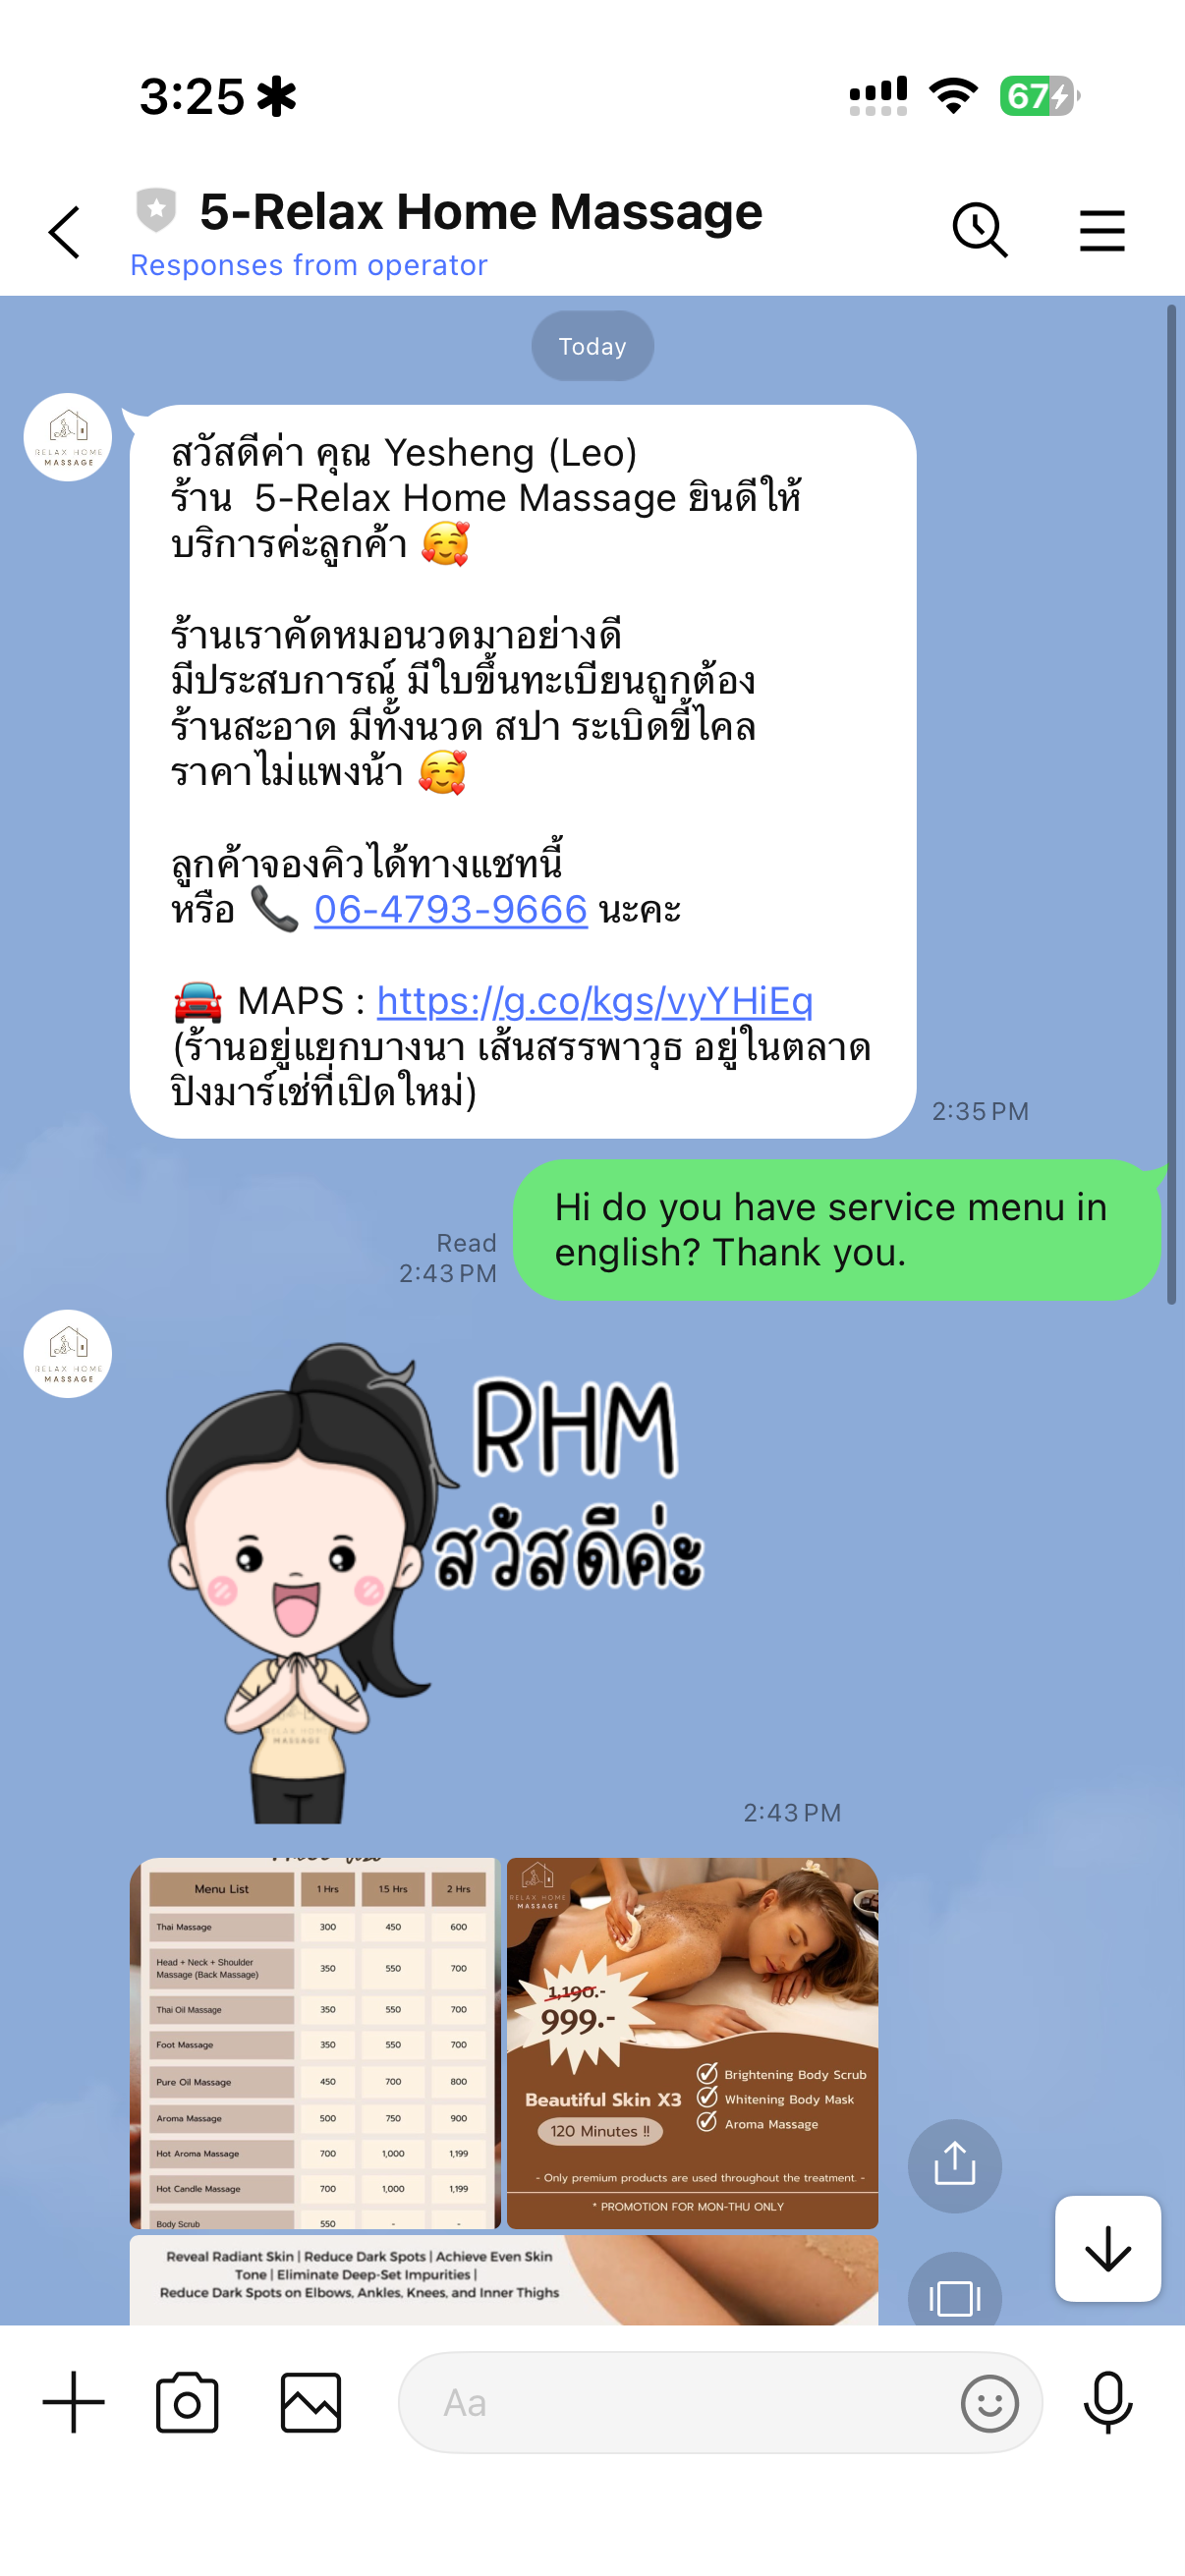 3:25
67
5-Relax Home Massage
Responses from operator
Today
RELAX HOME
MASSAGE
สวัสดีค่า คุณ Yesheng (Leo)
ร้าน 5-Relax Home Massage ยินดีให้
บริการค่ะลูกค้า 🥰
ร้านเราคัดหมอนวดมาอย่างดี
มีประสบการณ์ มีใบขึ้นทะเบียนถูกต้อง
ร้านสะอาด มีทั้งนวด สปา ระเบิดขี้ไคล
ราคาไม่แพงน้า 🥰
ลูกค้าจองคิวได้ทางแชทนี้
หรือ 📞 06-4793-9666 นะคะ
🚘 MAPS : https://g.co/kgs/vyYHiEq
(ร้านอยู่แยกบางนา เส้นสรรพาวุธ อยู่ในตลาด
ปิงมาร์เช่ที่เปิดใหม่)
2:35 PM
Hi do you have service menu in
english? Thank you.
Read
2:43 PM
RELAX HOME
MASSAGE
RHM
สวัสดีค่ะ
RELAX HOME
MASSAGE
2:43 PM
Menu List 1 Hrs 1.5 Hrs 2 Hrs
Thai Massage 300 450 600
Head + Neck + Shoulder
Massage (Back Massage) 350 550 700
Thai Oil Massage 350 550 700
Foot Massage 350 550 700
Pure Oil Massage 450 700 800
Aroma Massage 500 750 900
Hot Aroma Massage 700 1,000 1,199
Hot Candle Massage 700 1,000 1,199
Body Scrub 550 - -
RELAX HOME
MASSAGE
1,190.-
999.-
Beautiful Skin X3
120 Minutes !!
Brightening Body Scrub
Whitening Body Mask
Aroma Massage
- Only premium products are used throughout the treatment. -
* PROMOTION FOR MON-THU ONLY
Reveal Radiant Skin | Reduce Dark Spots | Achieve Even Skin
Tone | Eliminate Deep-Set Impurities |
Reduce Dark Spots on Elbows, Ankles, Knees, and Inner Thighs
Aa